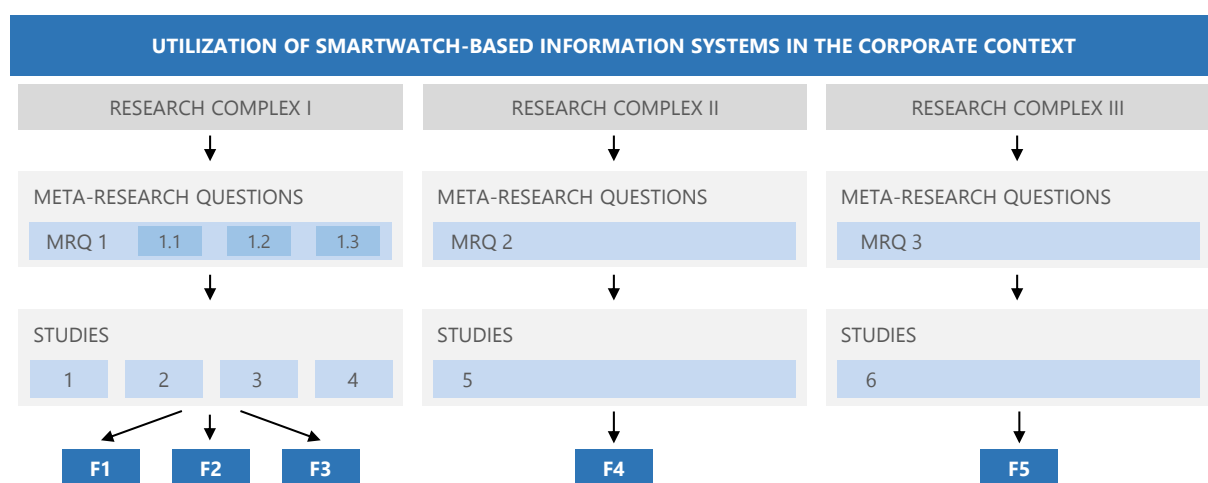 UTILIZATION OF SMARTWATCH-BASED INFORMATION SYSTEMS IN THE CORPORATE CONTEXT
RESEARCH COMPLEX I
META-RESEARCH QUESTIONS
MRQ 1 1.1 1.2 1.3
STUDIES
1 2 3 4
F1 F2 F3
RESEARCH COMPLEX II
META-RESEARCH QUESTIONS
MRQ 2
STUDIES
5
F4
RESEARCH COMPLEX III
META-RESEARCH QUESTIONS
MRQ 3
STUDIES
6
F5